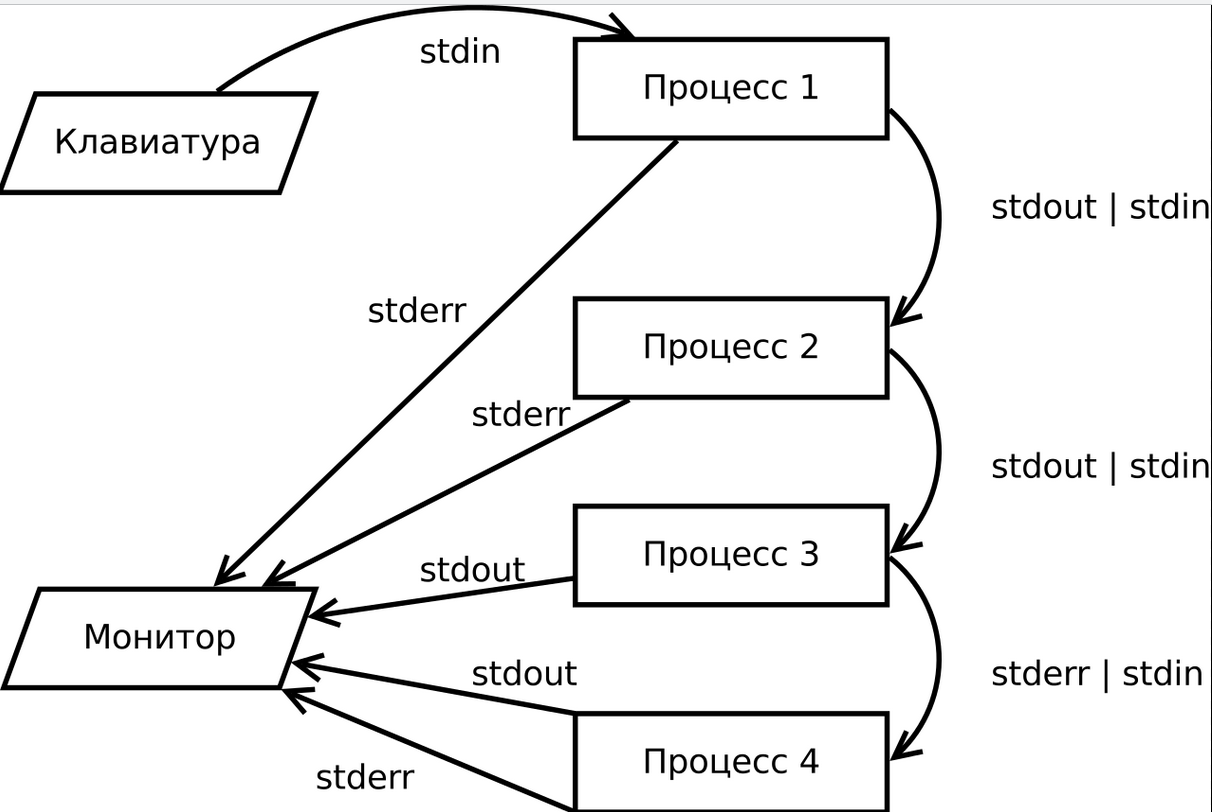 stdin
Процесс 1
Клавиатура
stdout | stdin
stderr
Процесс 2
stderr
stdout | stdin
Процесс 3
stdout
Монитор
stdout
stderr | stdin
Процесс 4
stderr